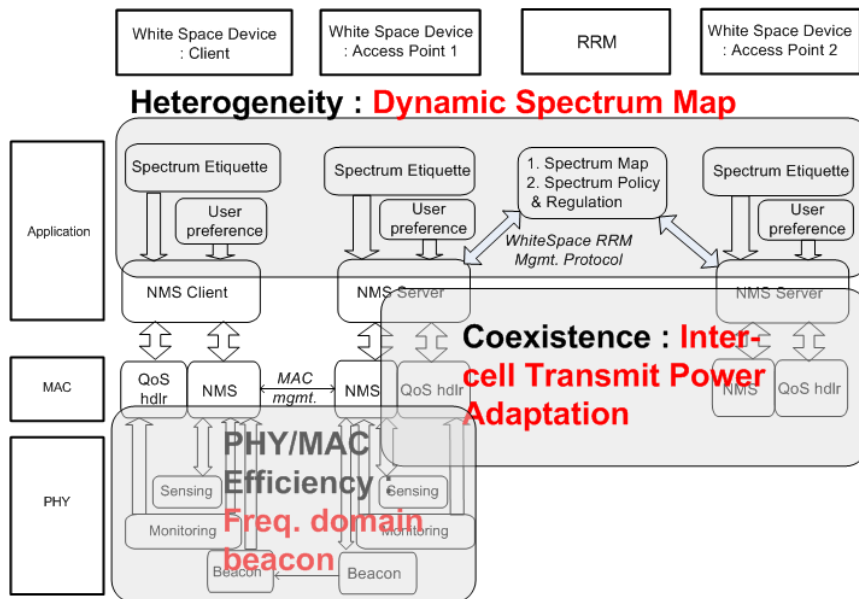 White Space Device
: Client
White Space Device
: Access Point 1
RRM
White Space Device
: Access Point 2
Heterogeneity : Dynamic Spectrum Map
Application
Spectrum Etiquette
User
preference
NMS Client
Spectrum Etiquette
User
preference
NMS Server
1. Spectrum Map
2. Spectrum Policy
& Regulation
WhiteSpace RRM
Mgmt. Protocol
Spectrum Etiquette
User
preference
NMS Server
Coexistence : Inter-
cell Transmit Power
Adaptation
MAC
QoS
hdlr
NMS
MAC
mgmt.
NMS
QoS hdlr
NMS
QoS hdlr
PHY
PHY/MAC
Efficiency :
Freq. domain
beacon
Sensing
Monitoring
Beacon
Sensing
Monitoring
Beacon